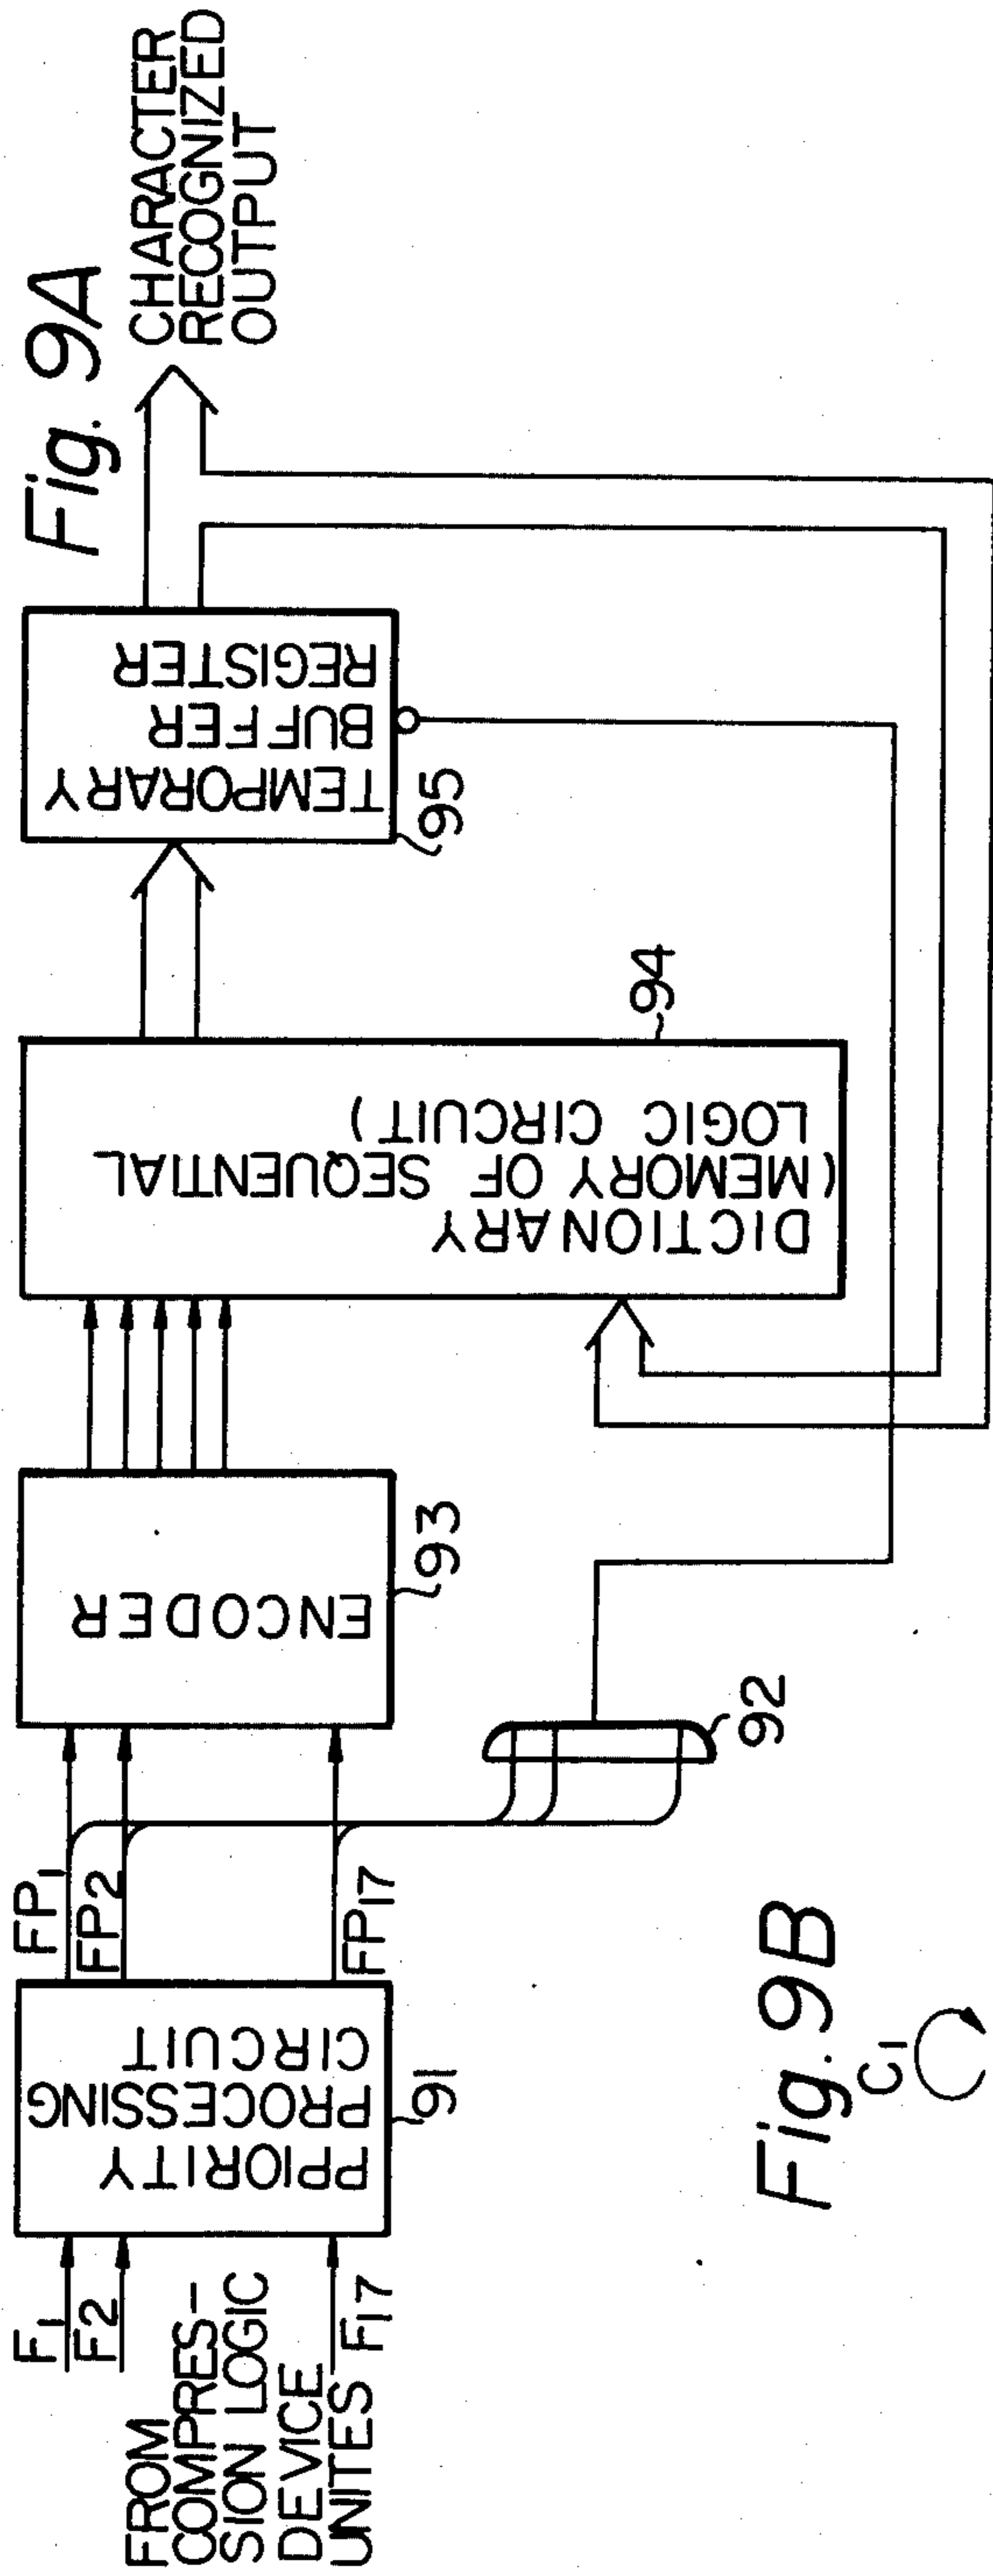 Fig. 9A
F1
F2
FROM
COMPRES-
SION LOGIC
DEVICE
UNITES
F17
PPIORITY
PROCESSING
CIRCUIT
91
FP1
FP2
FP17
92
ENCODER
93
DICTIONARY
(MEMORY OF SEQUENTIAL
LOGIC CIRCUIT)
94
TEMPORARY
BUFFER
REGISTER
95
CHARACTER
RECOGNIZED
OUTPUT
Fig. 9B
C1